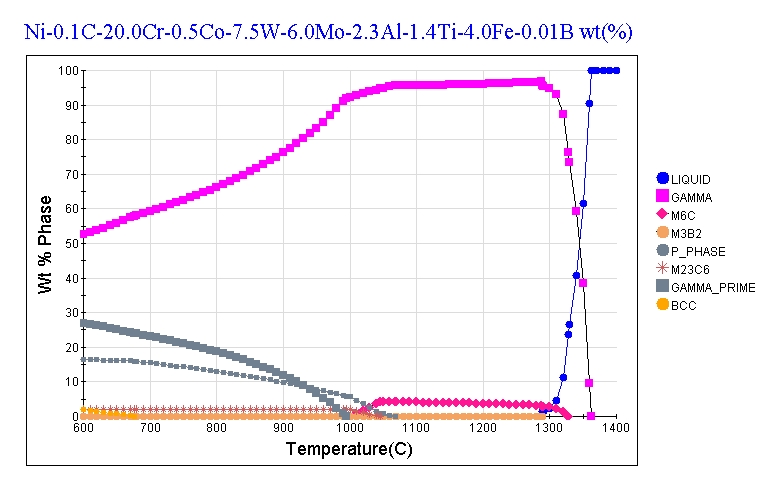 Ni-0.1C-20.0Cr-0.5Co-7.5W-6.0Mo-2.3Al-1.4Ti-4.0Fe-0.01B wt(%)
100
90
80
70
60
50
40
30
20
10
0
Wt % Phase
600 700 800 900 1000 1100 1200 1300 1400
Temperature(C)
LIQUID
GAMMA
M6C
M3B2
P_PHASE
M23C6
GAMMA_PRIME
BCC